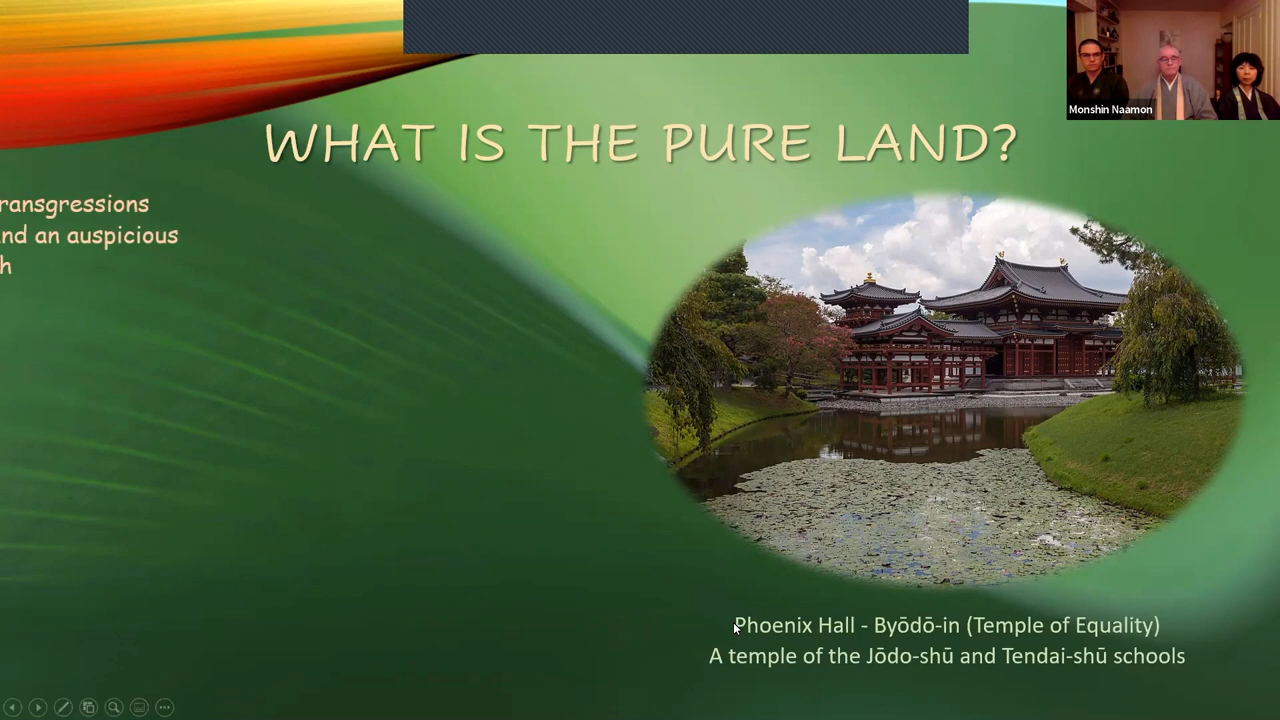 Monshin Naamon
WHAT IS THE PURE LAND?
ransgressions
nd an auspicious
h
Phoenix Hall - Byōdō-in (Temple of Equality)
A temple of the Jōdo-shū and Tendai-shū schools